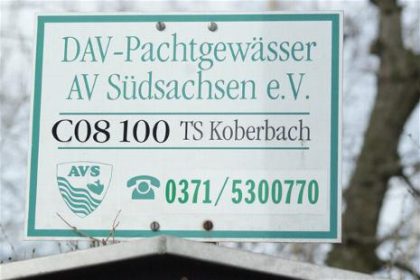 DAV-Pachtgewässer
AV Südsachsen e.V.
C08 100 TS Koberbach
AVS
0371/5300770